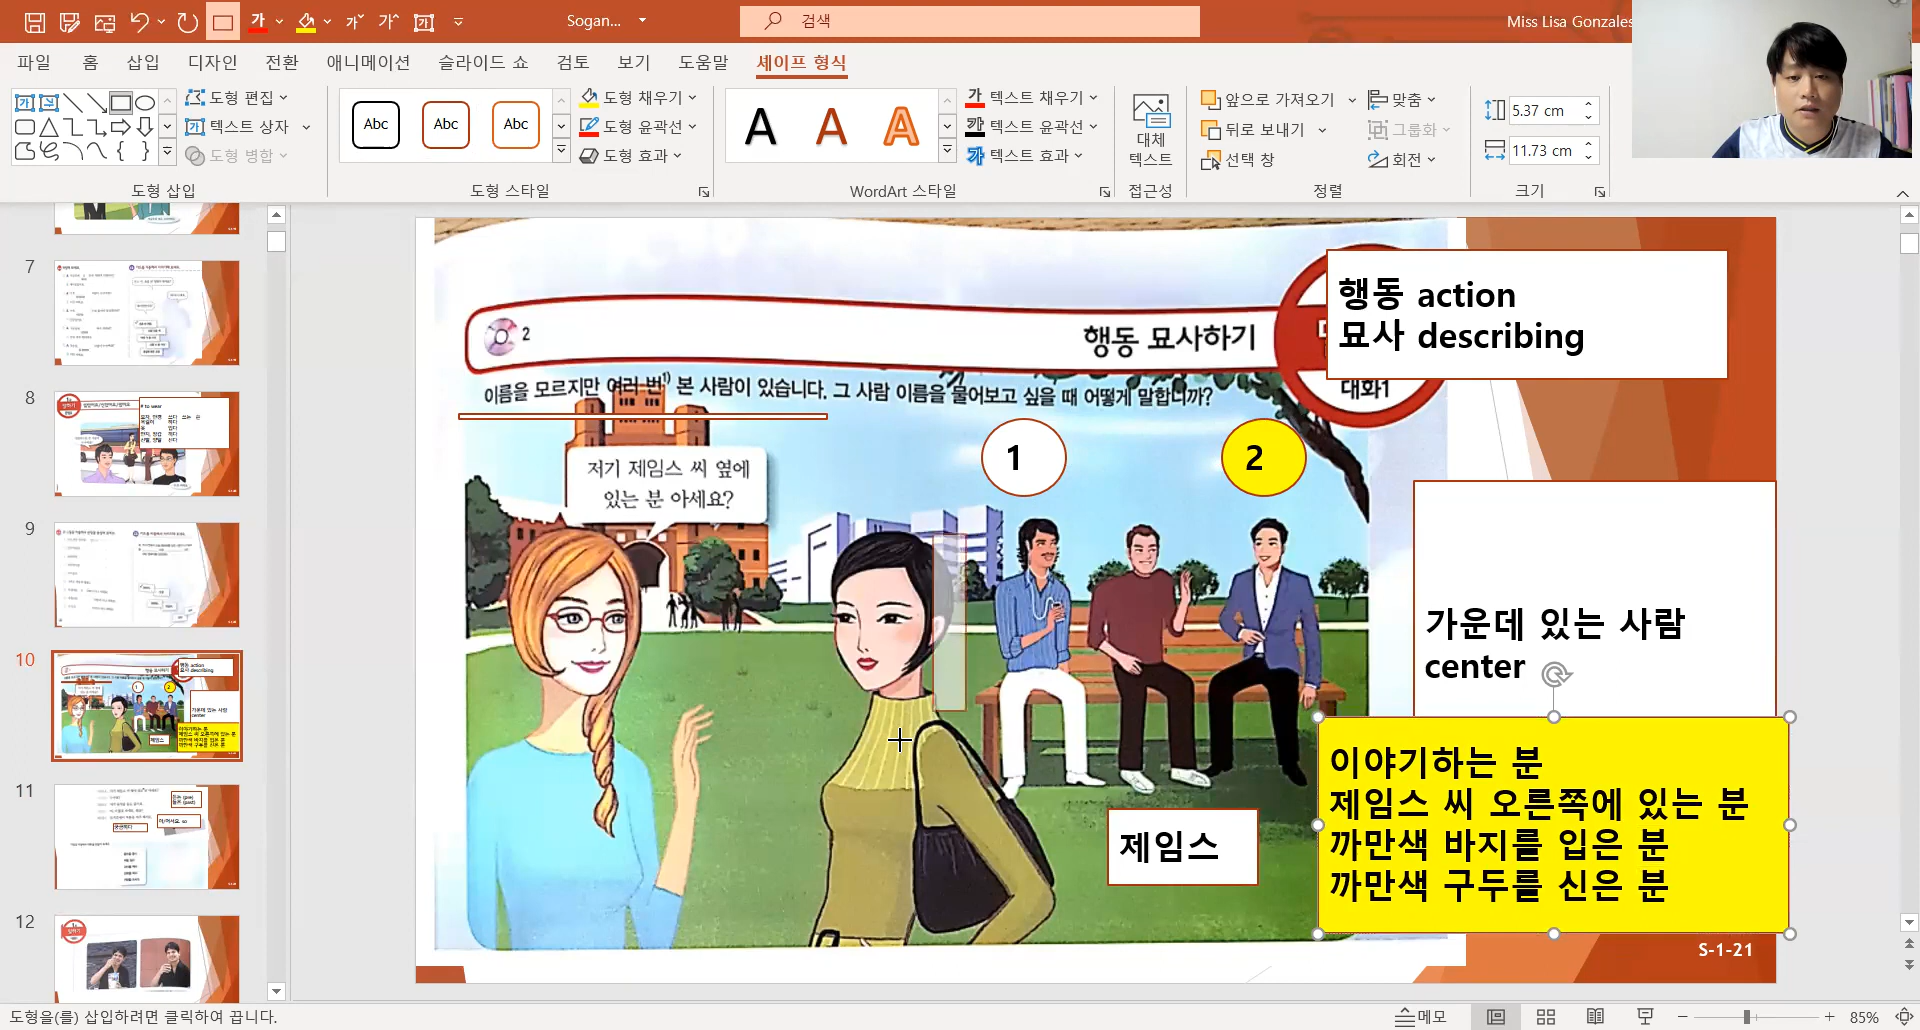 가
가
가
가
Sogan...
검색
Miss Lisa Gonzales
파일
홈
삽입
디자인
전환
애니메이션
슬라이드 쇼
검토
보기
도움말
셰이프 형식
도형 편집
텍스트 상자
도형 병합
도형 삽입
Abc
Abc
Abc
도형 채우기
도형 윤곽선
도형 효과
도형 스타일
A
A
A
텍스트 채우기
텍스트 윤곽선
텍스트 효과
WordArt 스타일
대체
텍스트
접근성
앞으로 가져오기
뒤로 보내기
선택 창
맞춤
그룹화
회전
정렬
5.37 cm
11.73 cm
크기
7
8
9
10
11
12
2
행동 묘사하기
행동 action
묘사 describing
대화1
이름을 모르지만 여러 번1) 본 사람이 있습니다. 그 사람 이름을 물어보고 싶을 때 어떻게 말합니까?
저기 제임스 씨 옆에
있는 분 아세요?
1
2
가운데 있는 사람
center
이야기하는 분
제임스 씨 오른쪽에 있는 분
까만색 바지를 입은 분
까만색 구두를 신은 분
제임스
S-1-21
도형을(를) 삽입하려면 클릭하여 끕니다.
메모
85%